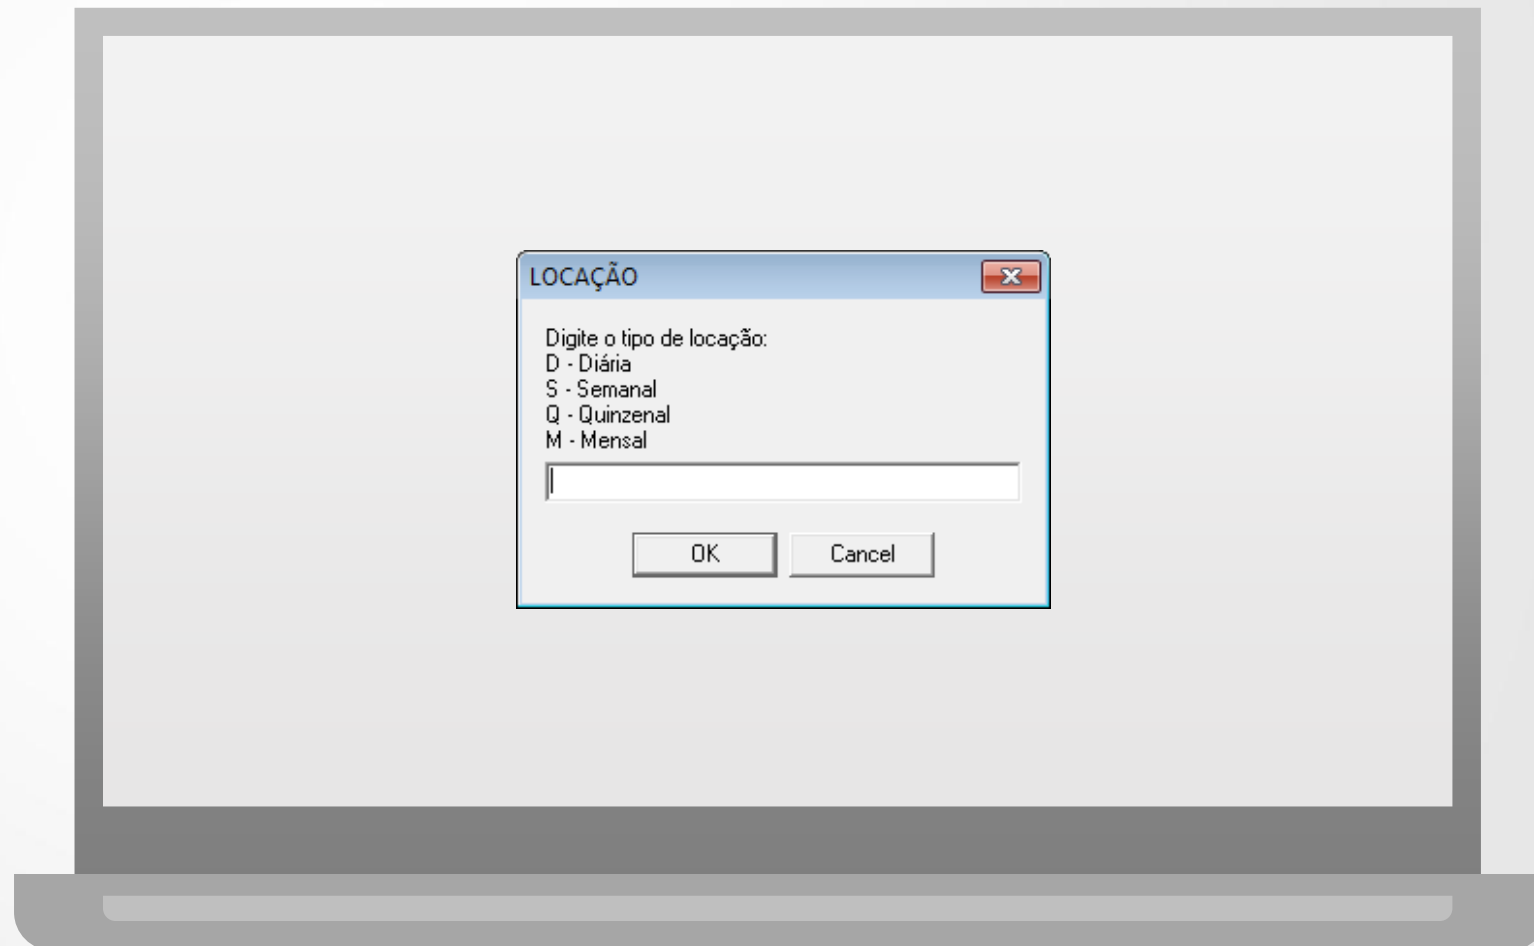 LOCAÇÃO
Digite o tipo de locação:
D - Diária
S - Semanal
Q - Quinzenal
M - Mensal
OK
Cancel